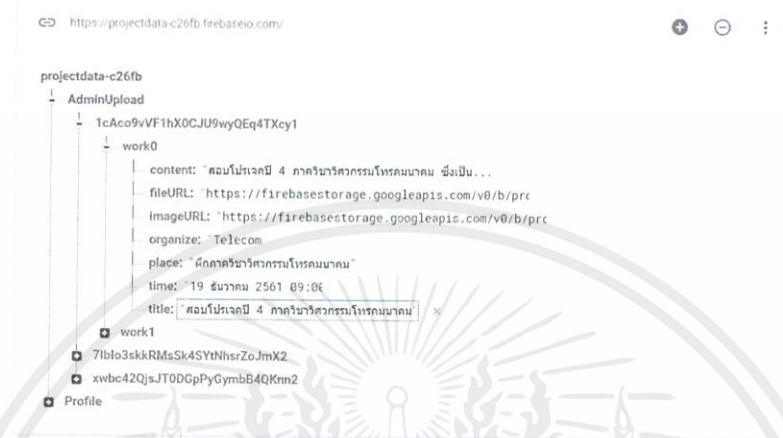 https://projectdata-c26fb.firebaseio.com/
projectdata-c26fb
AdminUpload
1cAco9vVF1hX0CJU9wyQEq4TXcy1
work0
content: "สอบโปรเจคปี 4 ภาควิชาวิศวกรรมโทรคมนาคม ซึ่งเป็น...
fileURL: "https://firebasestorage.googleapis.com/v0/b/prc
imageURL: "https://firebasestorage.googleapis.com/v0/b/prc
organize: "Telecom
place: "ตึกภาควิชาวิศวกรรมโทรคมนาคม"
time: "19 ธันวาคม 2561 09:00
title: "สอบโปรเจคปี 4 ภาควิชาวิศวกรรมโทรคมนาคม"
work1
7lblo3skkRMsSk4SYtNhsrZoJmX2
xwbc42QjsJT0DGpPyGymbB4QKnn2
Profile